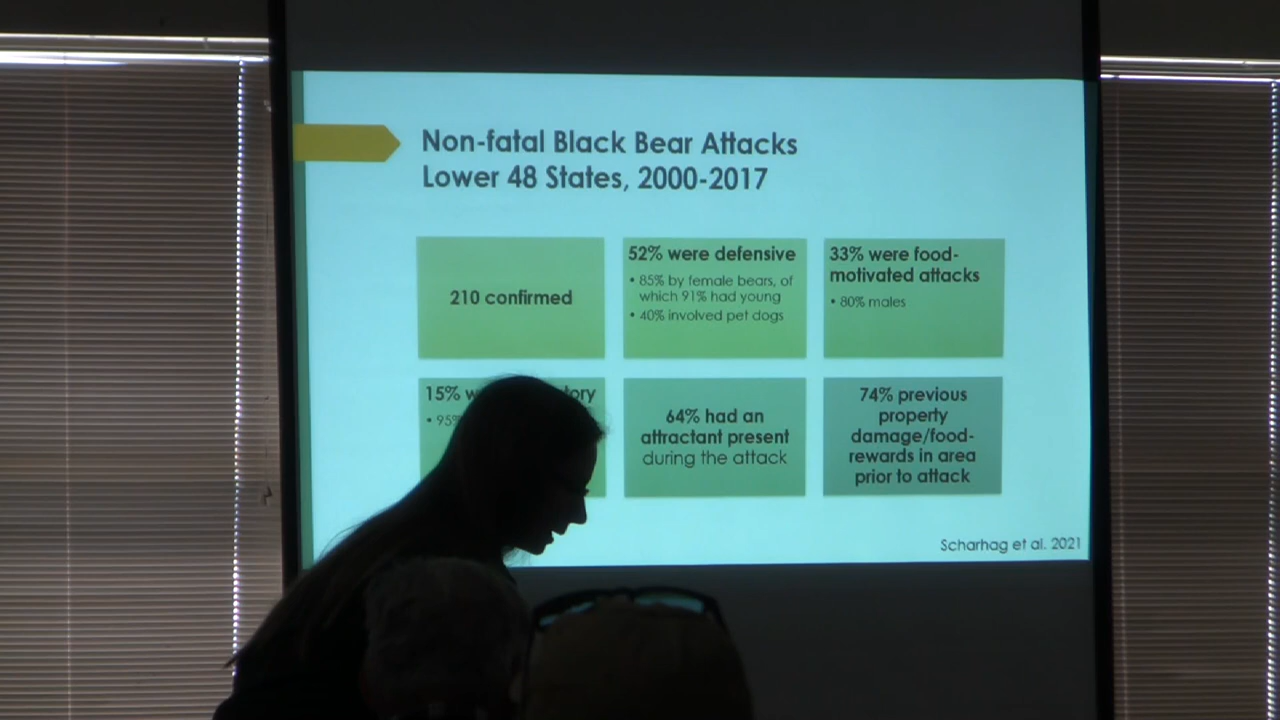 Non-fatal Black Bear Attacks
Lower 48 States, 2000-2017
210 confirmed
52% were defensive
• 85% by female bears, of
which 91% had young
• 40% involved pet dogs
33% were food-
motivated attacks
• 80% males
15%
• 95%
64% had an
attractant present
during the attack
74% previous
property
damage/food-
rewards in area
prior to attack
Scharhag et al. 2021